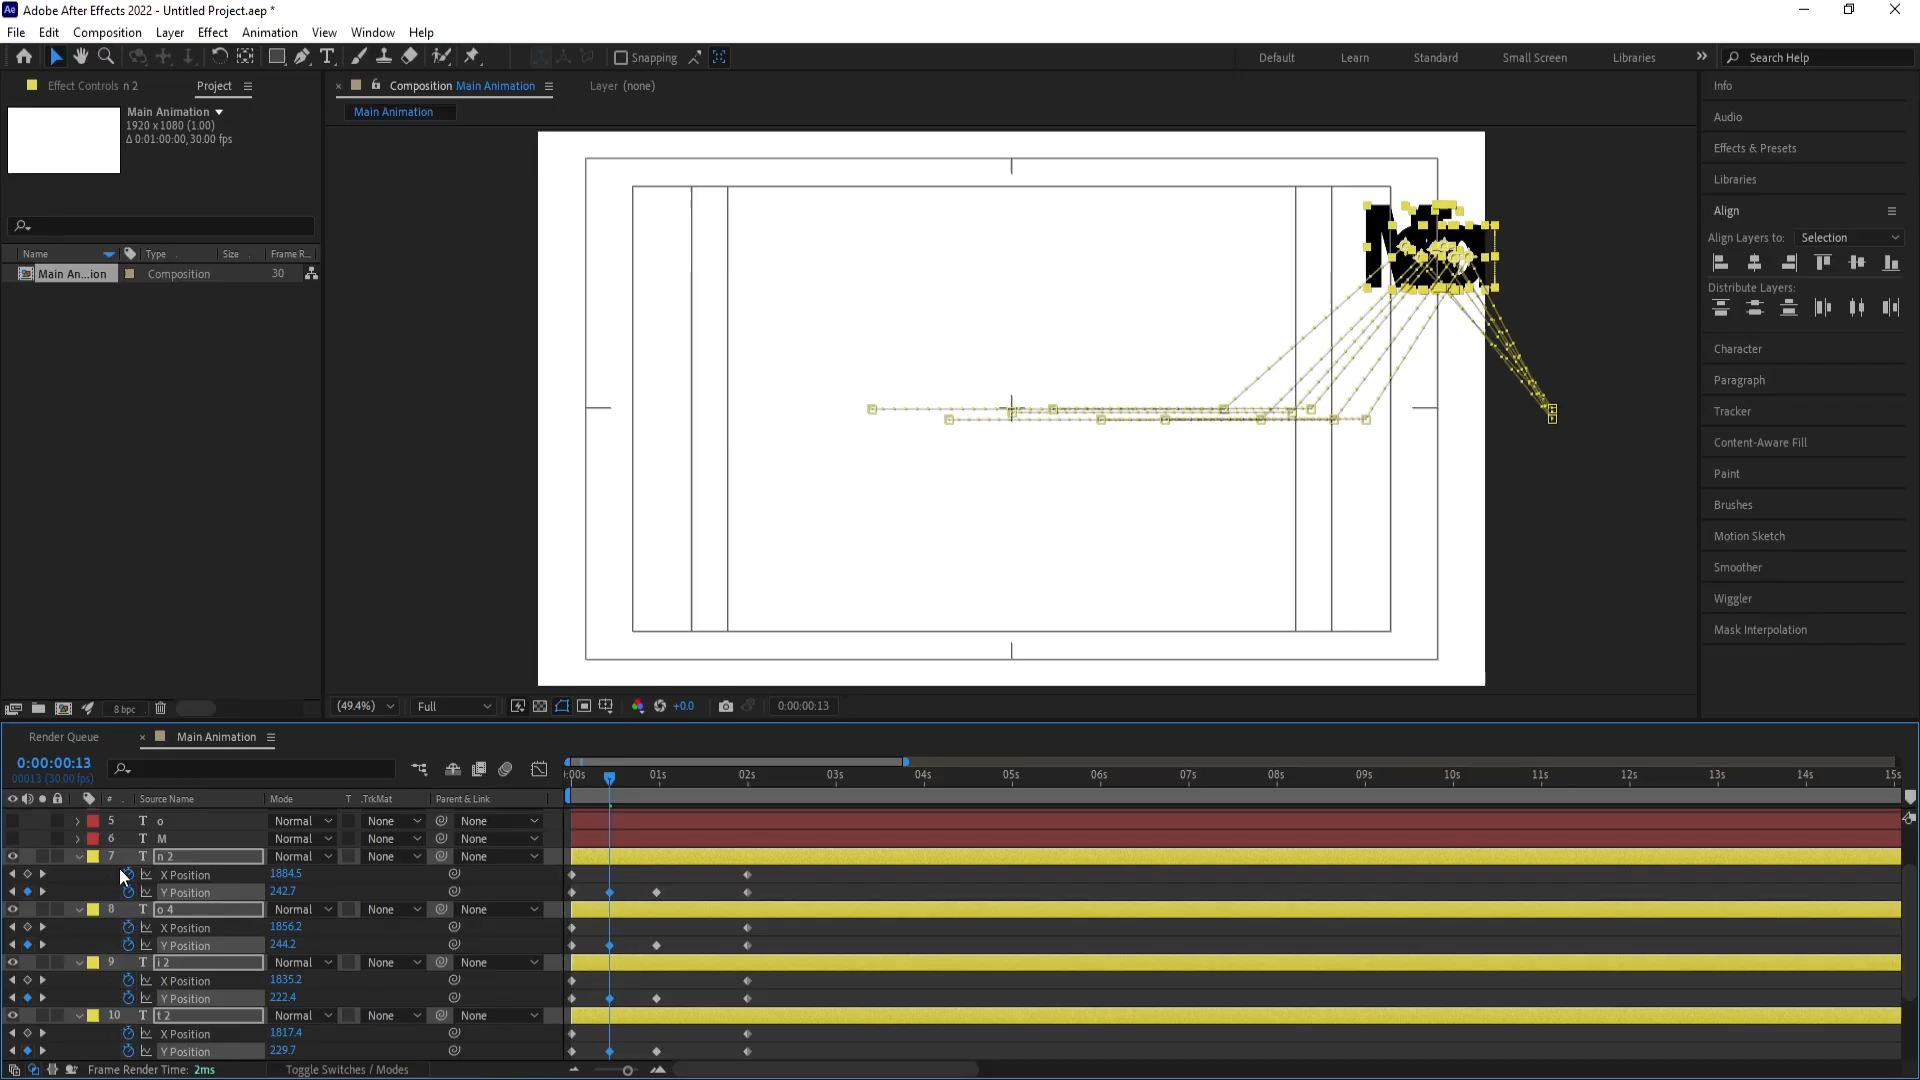 Adobe After Effects 2022 - Untitled Project.aep *
File Edit Composition Layer Effect Animation View Window Help
Snapping
Default Learn Standard Small Screen Libraries
Search Help
Effect Controls n 2
Project
Composition Main Animation
Layer (none)
Main Animation
Main Animation
1920 x 1080 (1.00)
Δ 0:01:00:00, 30.00 fps
Name Type Size Frame R...
Main An...ion Composition 30
8 bpc
(49.4%) Full +0.0 0:00:00:13
Info
Audio
Effects & Presets
Libraries
Align
Align Layers to: Selection
Distribute Layers:
Character
Paragraph
Tracker
Content-Aware Fill
Paint
Brushes
Motion Sketch
Smoother
Wiggler
Mask Interpolation
Render Queue
Main Animation
0:00:00:13
00013 (30.00 fps)
:00s 01s 02s 03s 04s 05s 06s 07s 08s 09s 10s 11s 12s 13s 14s 15s
# . Source Name Mode T .TrkMat Parent & Link
5 T o Normal None None
6 T M Normal None None
7 T n 2 Normal None None
X Position 1884.5
Y Position 242.7
8 T o 4 Normal None None
X Position 1856.2
Y Position 244.2
9 T i 2 Normal None None
X Position 1835.2
Y Position 222.4
10 T t 2 Normal None None
X Position 1817.4
Y Position 229.7
Frame Render Time: 2ms
Toggle Switches / Modes